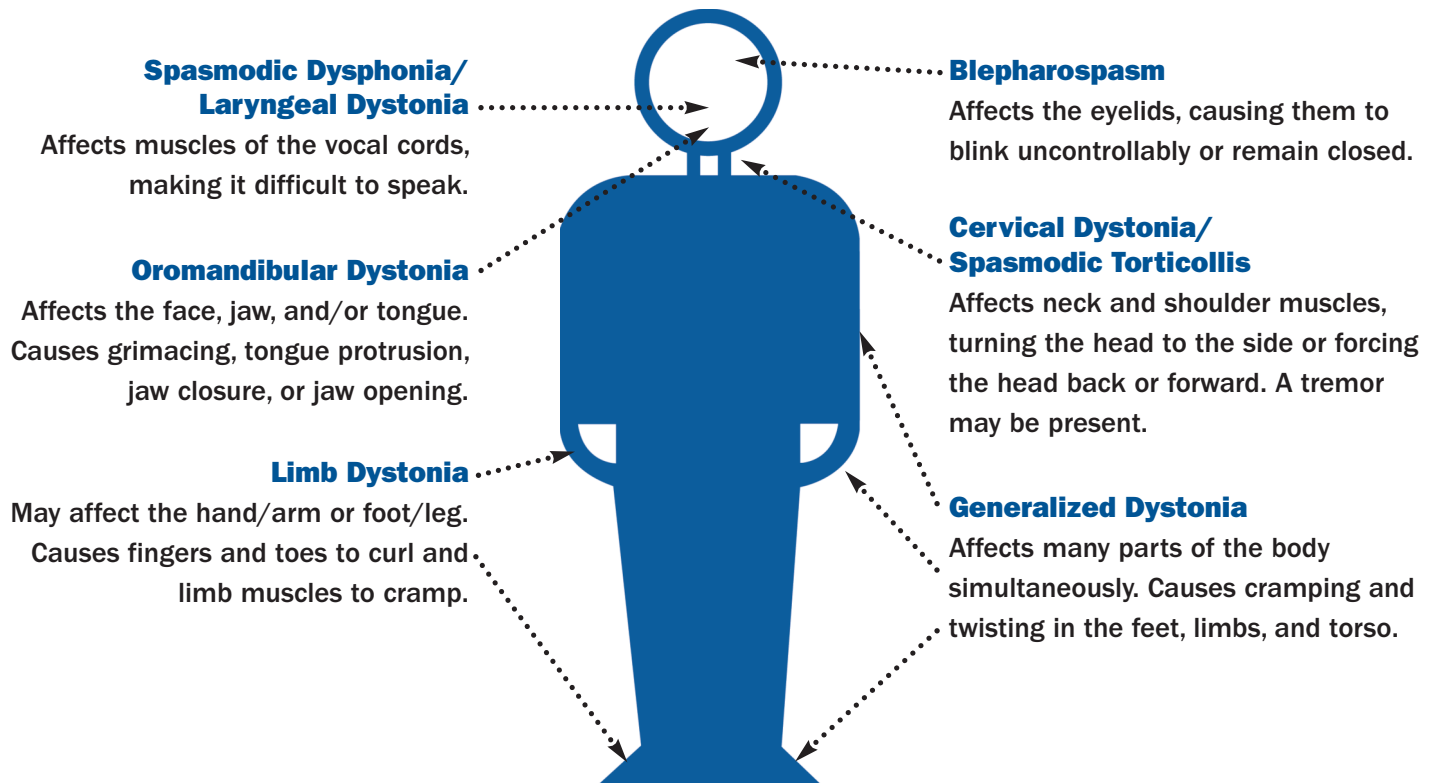 Spasmodic Dysphonia/
Laryngeal Dystonia
Affects muscles of the vocal cords,
making it difficult to speak.
Oromandibular Dystonia
Affects the face, jaw, and/or tongue.
Causes grimacing, tongue protrusion,
jaw closure, or jaw opening.
Limb Dystonia
May affect the hand/arm or foot/leg.
Causes fingers and toes to curl and
limb muscles to cramp.
Blepharospasm
Affects the eyelids, causing them to
blink uncontrollably or remain closed.
Cervical Dystonia/
Spasmodic Torticollis
Affects neck and shoulder muscles,
turning the head to the side or forcing
the head back or forward. A tremor
may be present.
Generalized Dystonia
Affects many parts of the body
simultaneously. Causes cramping and
twisting in the feet, limbs, and torso.